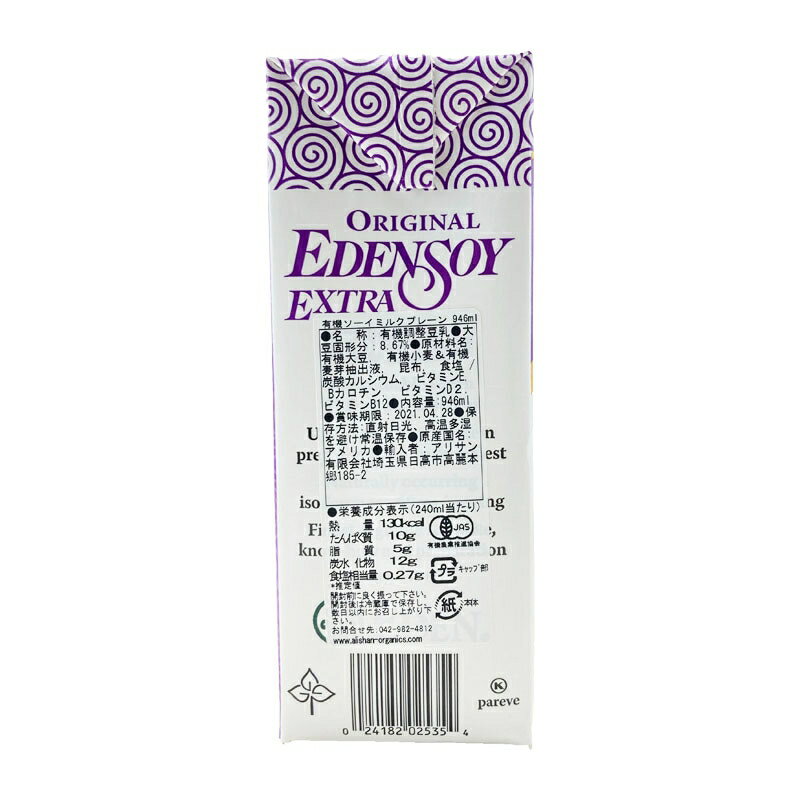 ORIGINAL
EDENSOY
EXTRA
有機ソーイミルクプレーン 946ml
●名 称：有機調整豆乳●大
豆固形分：8.67%●原材料名：
有機大豆, 有機小麦＆有機
麦芽抽出液, 昆布, 食塩／
炭酸カルシウム, ビタミンE,
Bカロチン, ビタミンD2,
ビタミンB12●内容量：946ml
●賞味期限：2021.04.28●保
存方法：直射日光、高温多湿
を避け常温保存●原産国名：
アメリカ●輸入者：アリサン
有限会社埼玉県日高市高麗本
郷185-2
●栄養成分表示(240ml当たり)
熱 量 130kcal
たんぱく質 10g
脂 質 5g
炭水化物 12g
食塩相当量 0.27g
*推定値
JAS
有機農業推進協会
プラ キャップ部
紙 本体
開封前に良く振って下さい。
開封後は冷蔵庫で保存し、
数日以内にお召し上がり下
さい。
お問合せ先：042-982-4812
www.alishan-organics.com
EN.
K
pareve
0 24182 02535 4